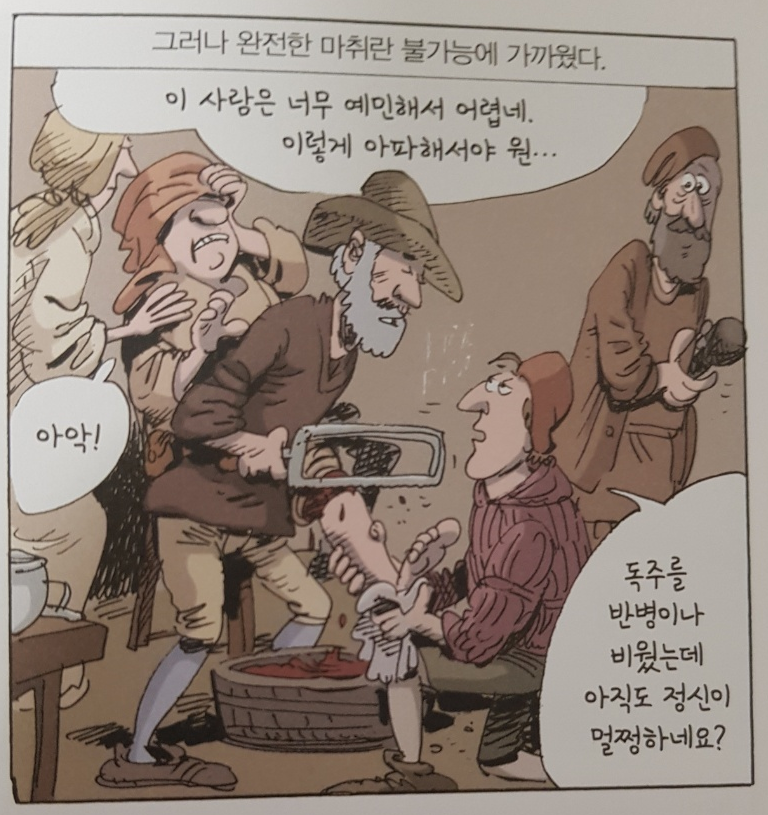 그러나 완전한 마취란 불가능에 가까웠다.
이 사람은 너무 예민해서 어렵네.
이렇게 아파해서야 원…
아악!
독주를
반병이나
비웠는데
아직도 정신이
멀쩡하네요?